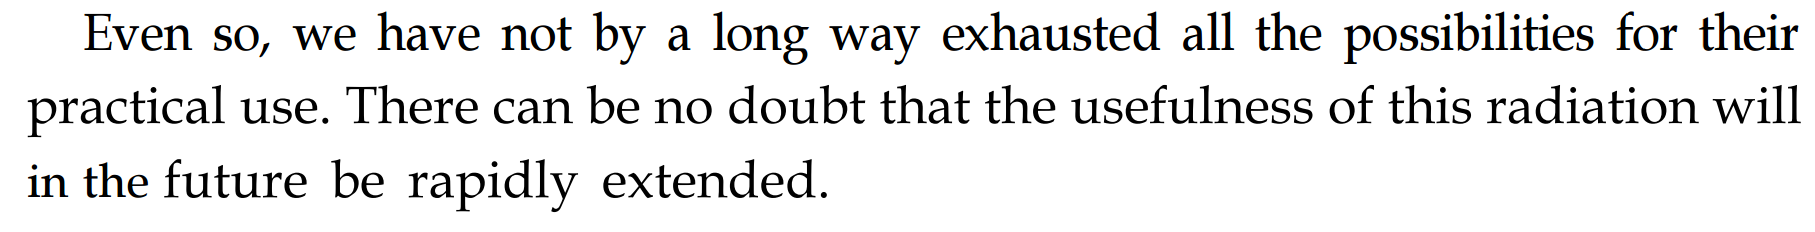 Even so, we have not by a long way exhausted all the possibilities for their
practical use. There can be no doubt that the usefulness of this radiation will
in the future be rapidly extended.